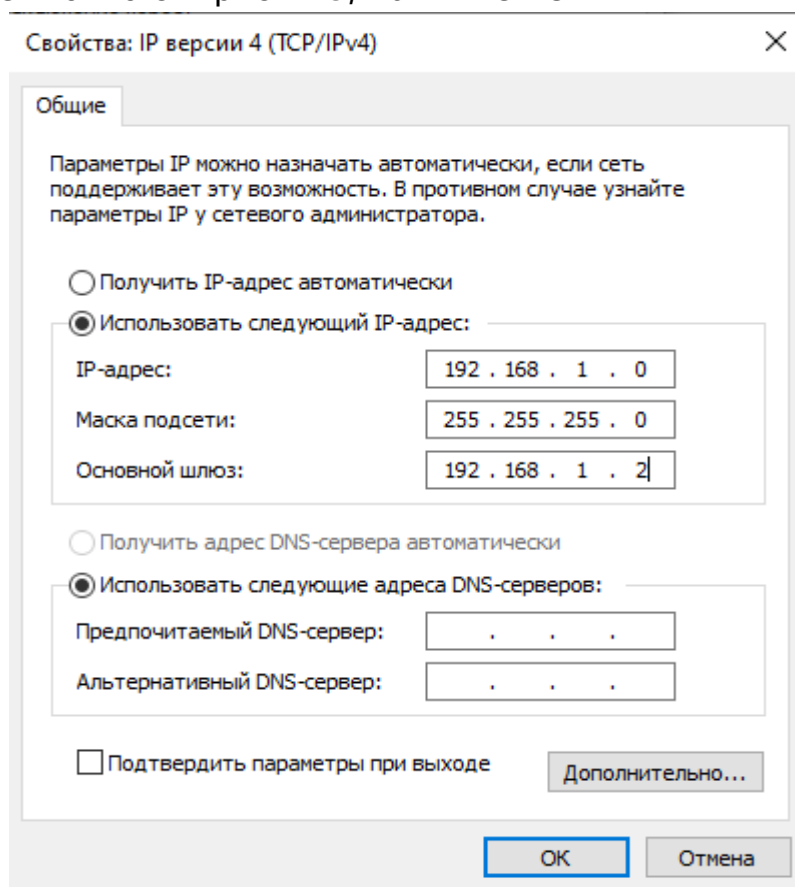 Свойства: IP версии 4 (TCP/IPv4)
Общие
Параметры IP можно назначать автоматически, если сеть
поддерживает эту возможность. В противном случае узнайте
параметры IP у сетевого администратора.
Получить IP-адрес автоматически
Использовать следующий IP-адрес:
IP-адрес: 192 . 168 . 1 . 0
Маска подсети: 255 . 255 . 255 . 0
Основной шлюз: 192 . 168 . 1 . 2
Получить адрес DNS-сервера автоматически
Использовать следующие адреса DNS-серверов:
Предпочитаемый DNS-сервер: . . .
Альтернативный DNS-сервер: . . .
Подтвердить параметры при выходе
Дополнительно...
ОК Отмена